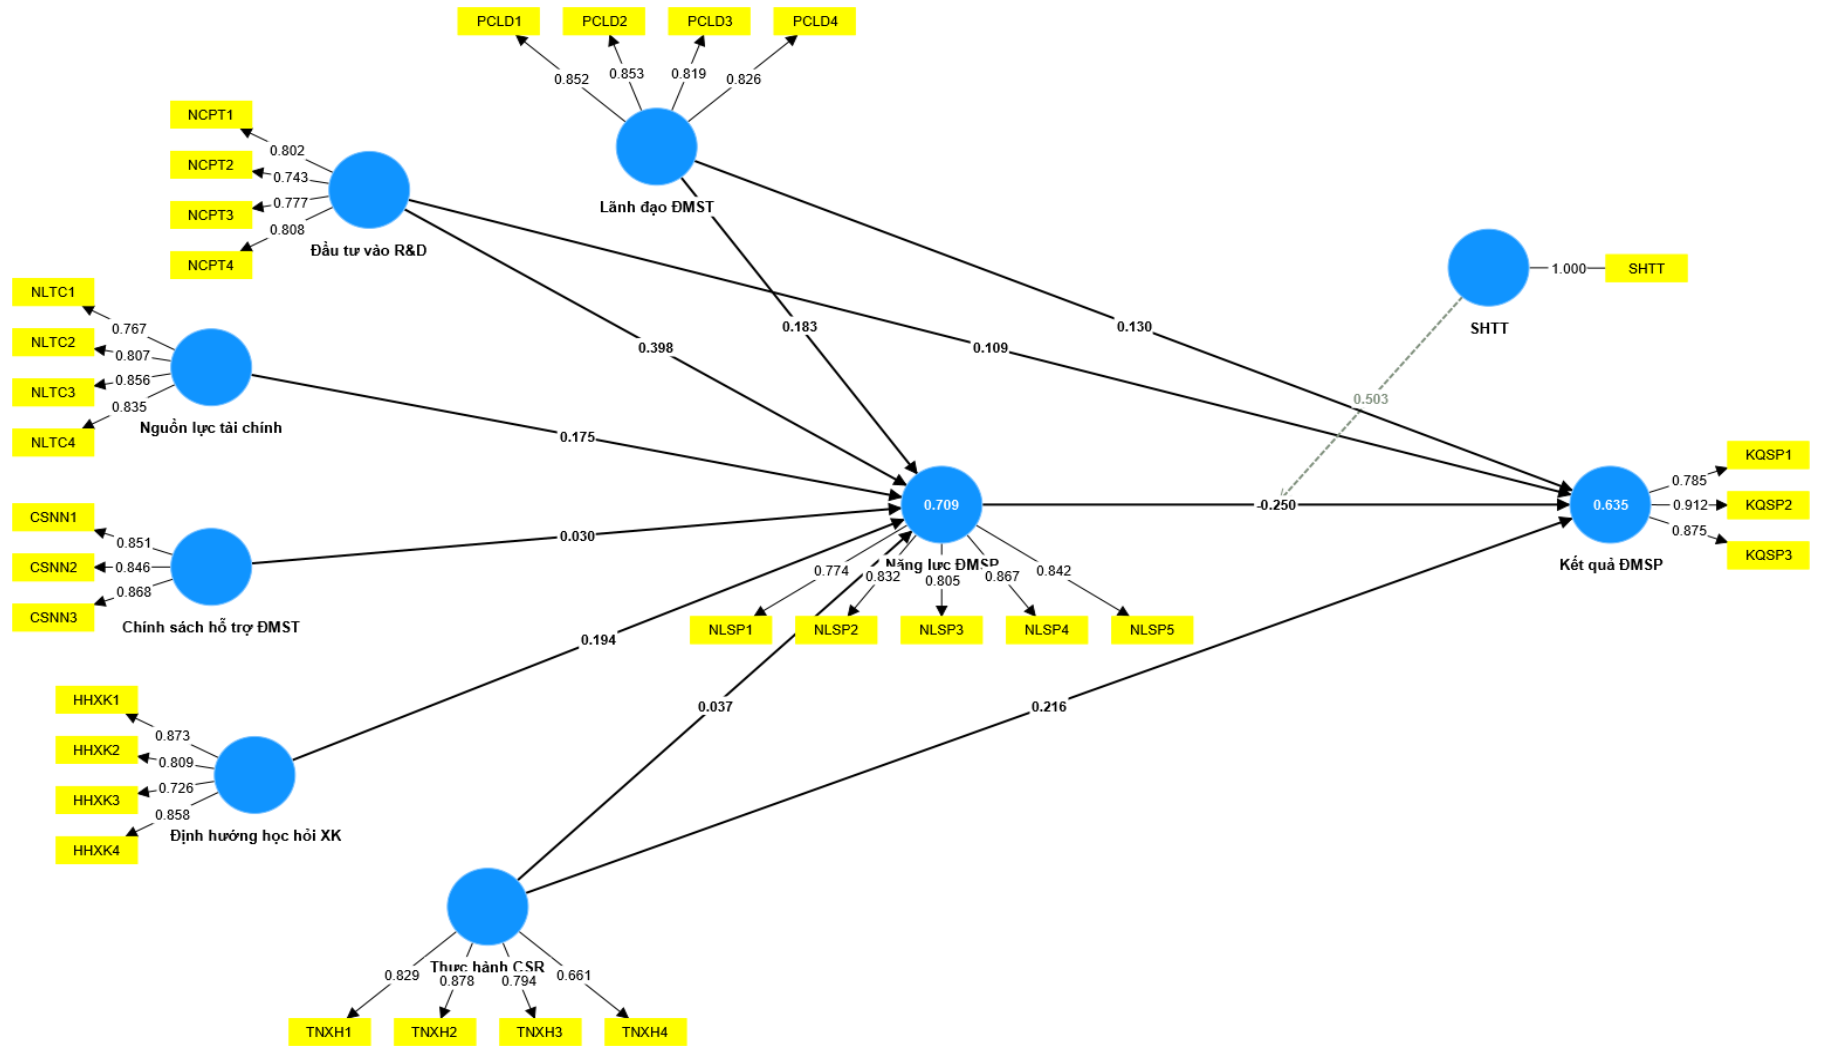 PCLD1
PCLD2
PCLD3
PCLD4
0.852
0.853
0.819
0.826
Lãnh đạo ĐMST
NCPT1
NCPT2
NCPT3
NCPT4
0.802
0.743
0.777
0.808
Đầu tư vào R&D
NLTC1
NLTC2
NLTC3
NLTC4
0.767
0.807
0.856
0.835
Nguồn lực tài chính
CSNN1
CSNN2
CSNN3
0.851
0.846
0.868
Chính sách hỗ trợ ĐMST
HHXK1
HHXK2
HHXK3
HHXK4
0.873
0.809
0.726
0.858
Định hướng học hỏi XK
Thực hành CSR
0.829
0.878
0.794
0.661
TNXH1
TNXH2
TNXH3
TNXH4
0.183
0.130
0.398
0.109
0.175
0.030
0.194
0.037
0.216
0.709
Năng lực ĐMSP
0.774
0.832
0.805
0.867
0.842
NLSP1
NLSP2
NLSP3
NLSP4
NLSP5
-0.250
0.503
1.000
SHTT
SHTT
0.635
Kết quả ĐMSP
0.785
0.912
0.875
KQSP1
KQSP2
KQSP3